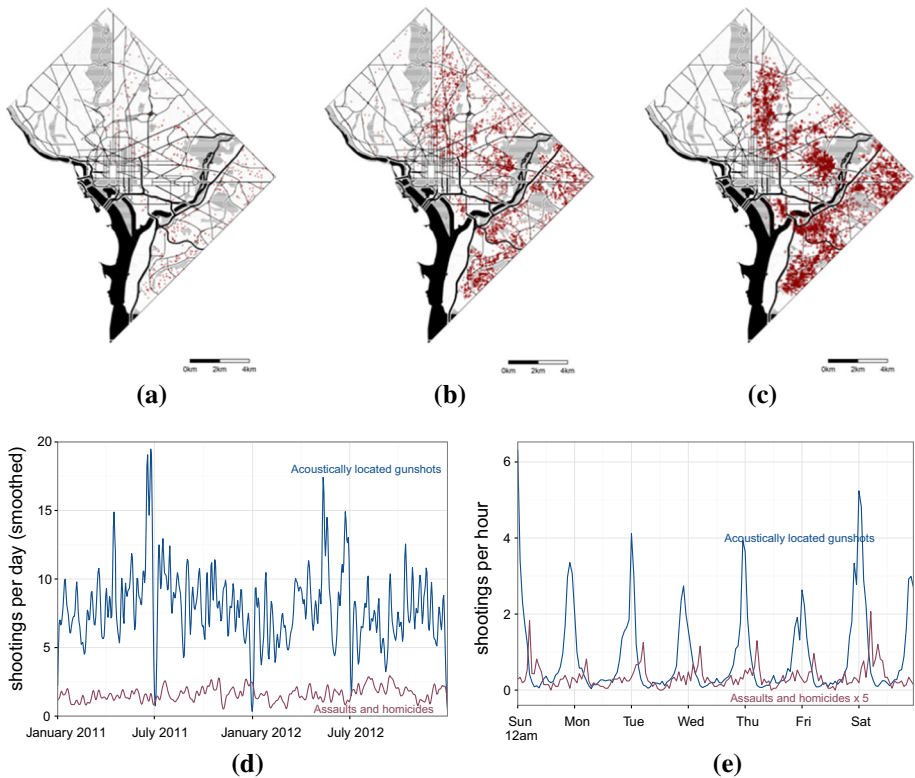 0km 2km 4km
0km 2km 4km
0km 2km 4km
(a)
(b)
(c)
shootings per day (smoothed)
20
15
10
5
0
Acoustically located gunshots
Assaults and homicides
January 2011 July 2011 January 2012 July 2012
(d)
shootings per hour
6
4
2
0
Acoustically located gunshots
Assaults and homicides x 5
Sun Mon Tue Wed Thu Fri Sat
12am
(e)